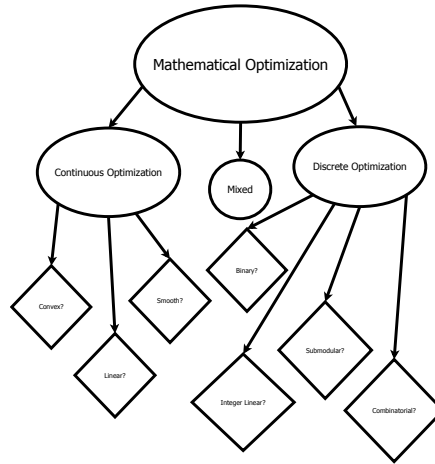 Mathematical Optimization
Continuous Optimization
Mixed
Discrete Optimization
Binary?
Convex?
Smooth?
Submodular?
Linear?
Integer Linear?
Combinatorial?